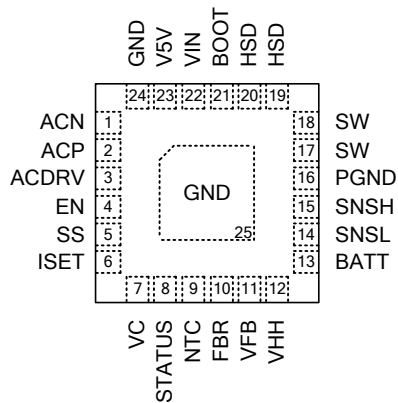 GND V5V VIN BOOT HSD HSD
24 23 22 21 20 19
ACN 1 18 SW
ACP 2 17 SW
ACDRV 3 16 PGND
GND
EN 4 15 SNSH
SS 5 25 14 SNSL
ISET 6 13 BATT
7 8 9 10 11 12
VC STATUS NTC FBR VFB VHH